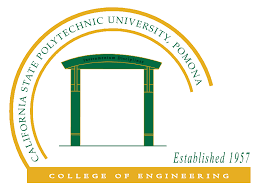 CALIFORNIA STATE POLYTECHNIC UNIVERSITY, POMONA
Established 1957
COLLEGE OF ENGINEERING